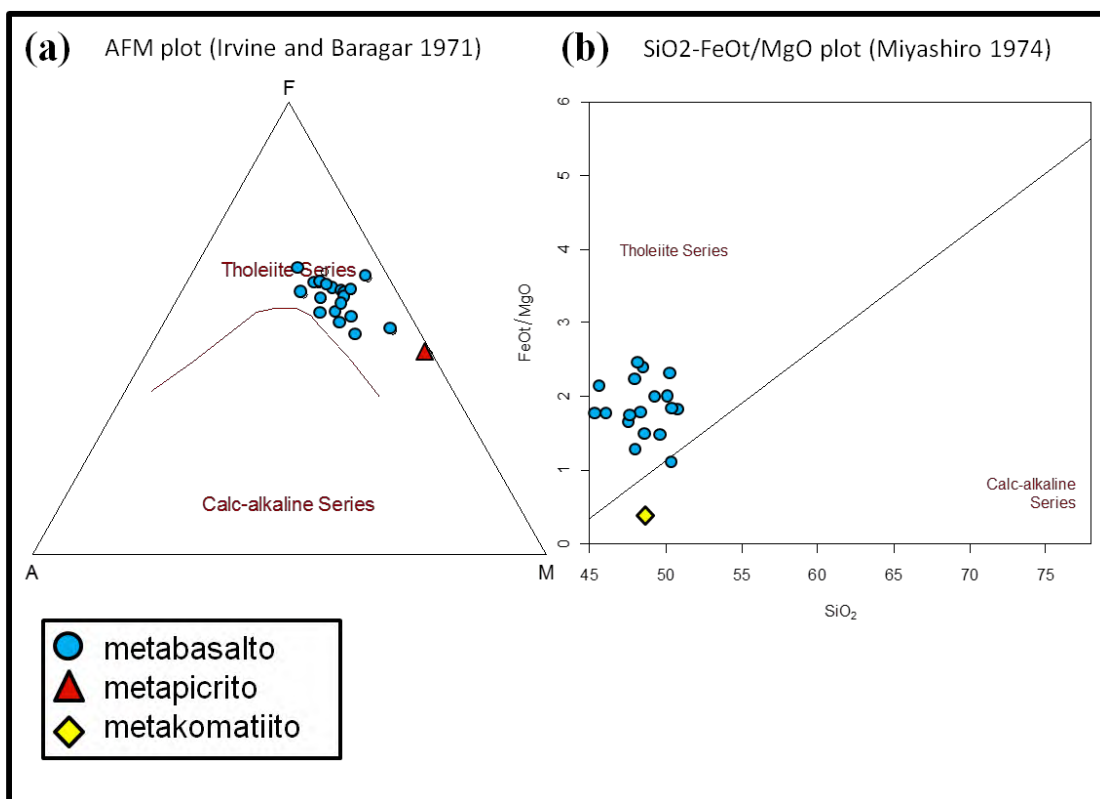 (a) AFM plot (Irvine and Baragar 1971)
F
Tholeiite Series
Calc-alkaline Series
A
M
(b) SiO2-FeOt/MgO plot (Miyashiro 1974)
6
5
4
3
2
1
0
FeOt/MgO
Tholeiite Series
Calc-alkaline
Series
45 50 55 60 65 70 75
SiO₂
metabasalto
metapicrito
metakomatiito